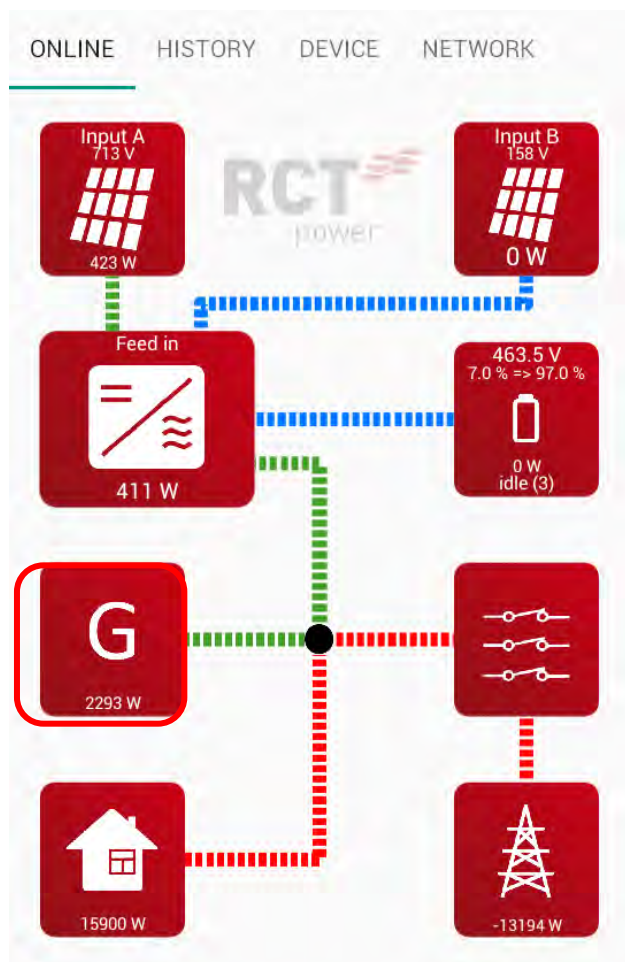 ONLINE HISTORY DEVICE NETWORK
Input A
713 V
423 W
RCT
power
Input B
158 V
0 W
Feed in
411 W
463.5 V
7.0 % => 97.0 %
0 W
idle (3)
G
2293 W
15900 W
-13194 W